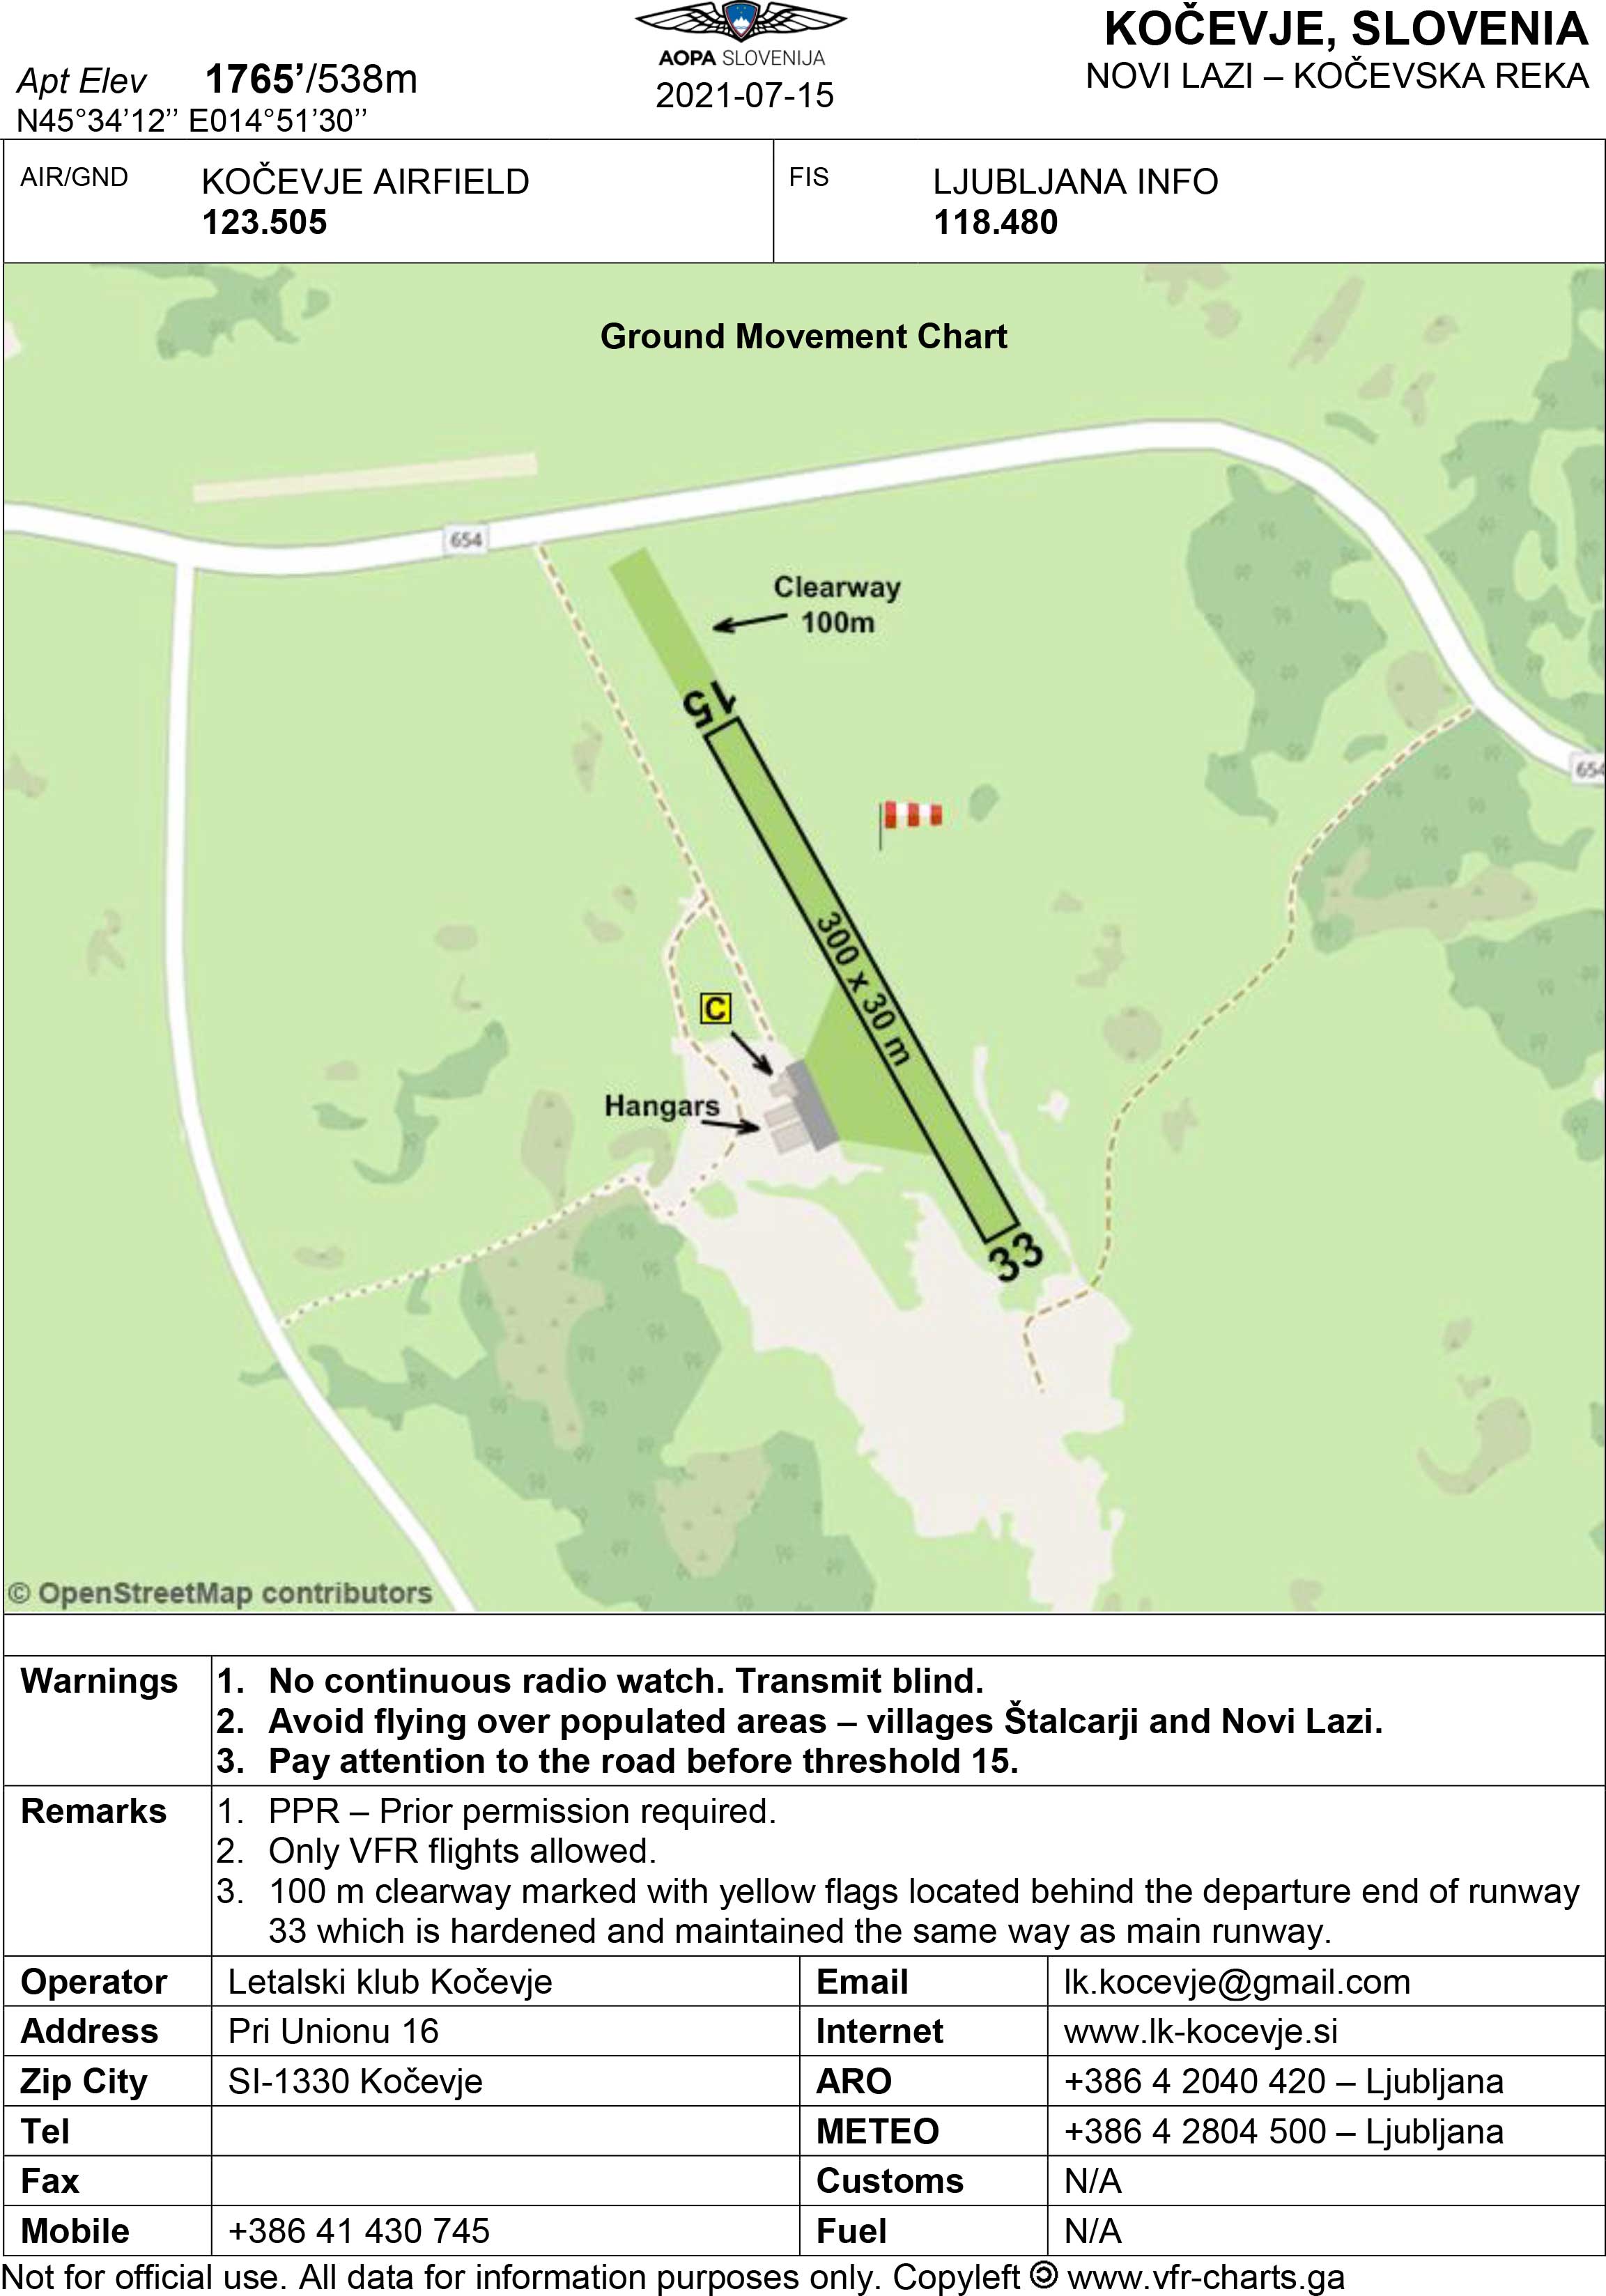 Apt Elev 1765’/538m
N45°34’12’’ E014°51’30’’
AOPA SLOVENIJA
2021-07-15
KOČEVJE, SLOVENIA
NOVI LAZI – KOČEVSKA REKA
AIR/GND KOČEVJE AIRFIELD
123.505
FIS LJUBLJANA INFO
118.480
Ground Movement Chart
654
Clearway
100m
15
654
300 x 30 m
C
Hangars
33
© OpenStreetMap contributors
Warnings
1. No continuous radio watch. Transmit blind.
2. Avoid flying over populated areas – villages Štalcarji and Novi Lazi.
3. Pay attention to the road before threshold 15.
Remarks
1. PPR – Prior permission required.
2. Only VFR flights allowed.
3. 100 m clearway marked with yellow flags located behind the departure end of runway
33 which is hardened and maintained the same way as main runway.
Operator Letalski klub Kočevje Email lk.kocevje@gmail.com
Address Pri Unionu 16 Internet www.lk-kocevje.si
Zip City SI-1330 Kočevje ARO +386 4 2040 420 – Ljubljana
Tel METEO +386 4 2804 500 – Ljubljana
Fax Customs N/A
Mobile +386 41 430 745 Fuel N/A
Not for official use. All data for information purposes only. Copyleft 🄯 www.vfr-charts.ga